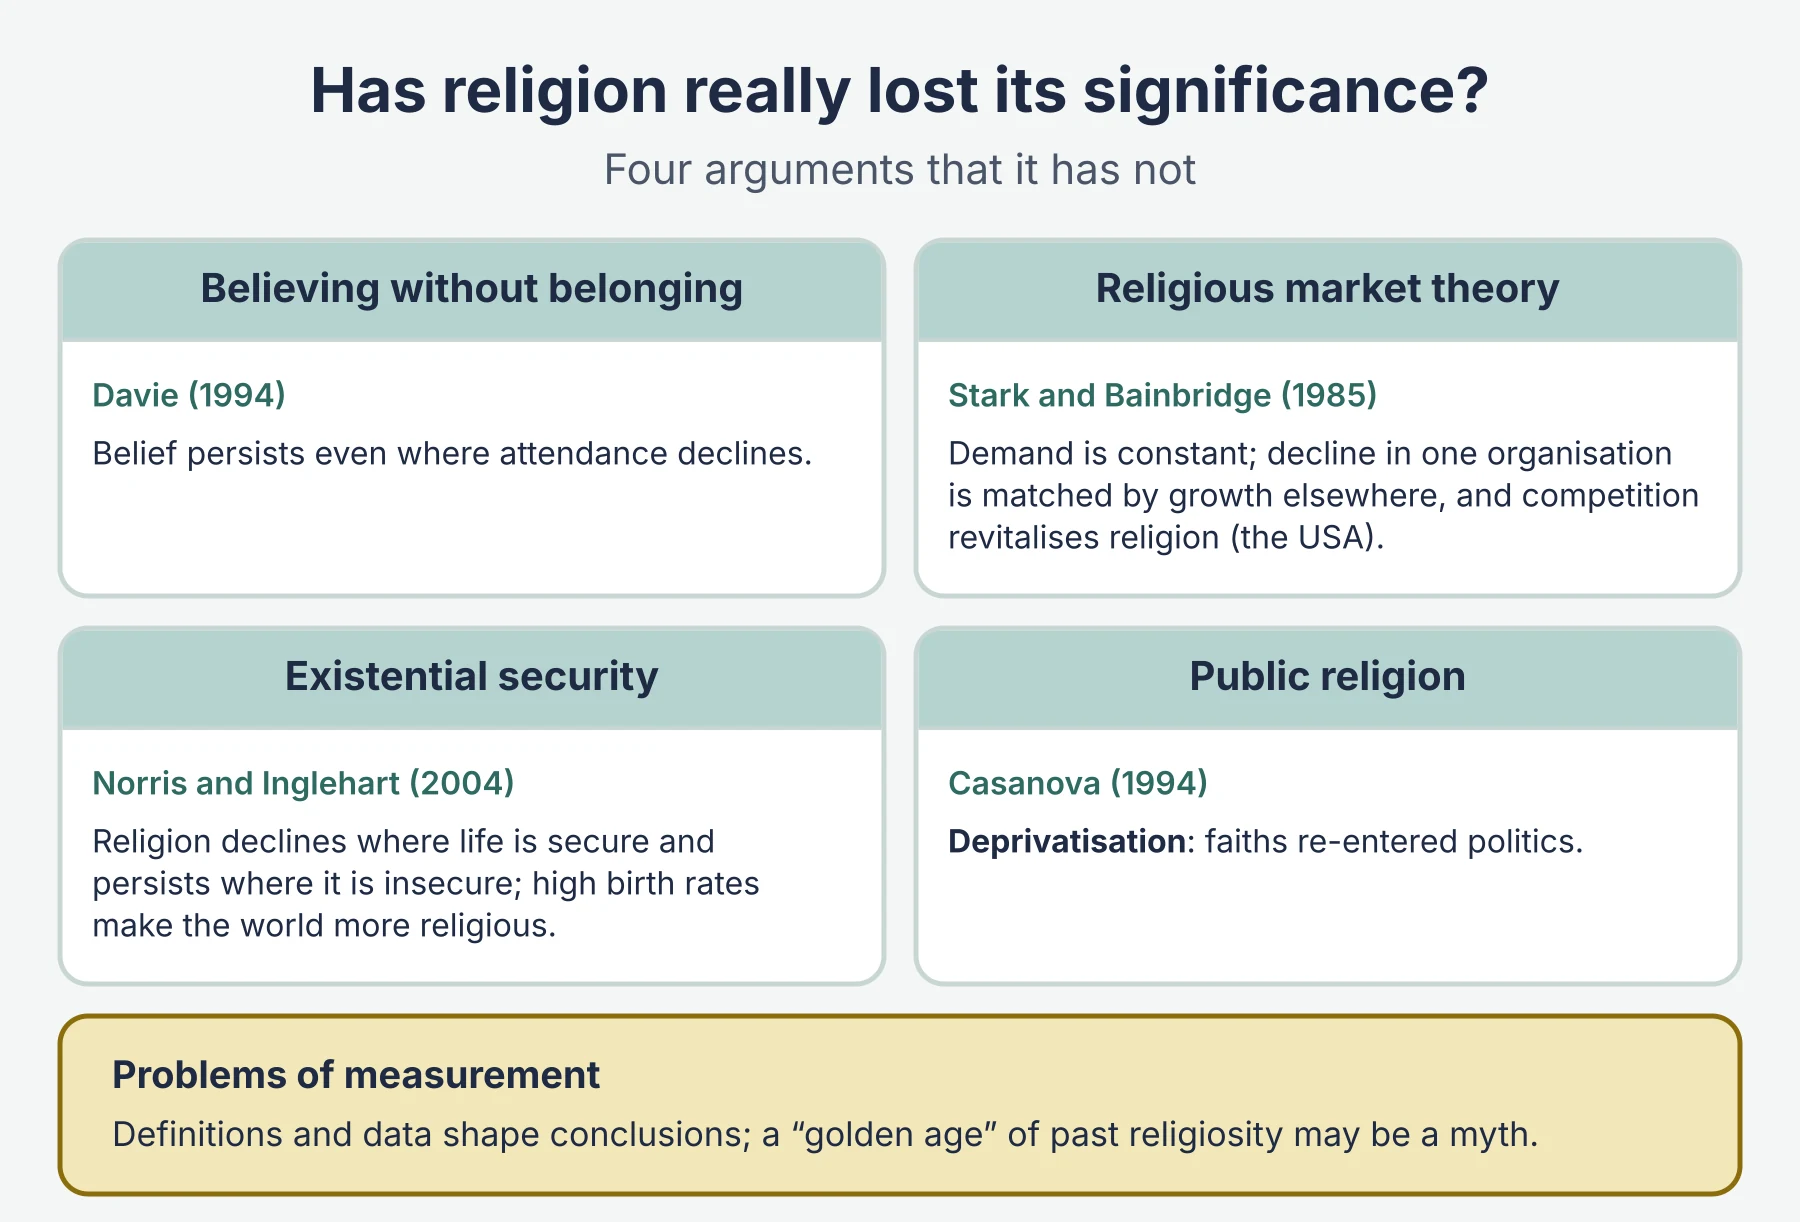 Has religion really lost its significance?
Four arguments that it has not
Believing without belonging
Davie (1994)
Belief persists even where attendance declines.
Religious market theory
Stark and Bainbridge (1985)
Demand is constant; decline in one organisation
is matched by growth elsewhere, and competition
revitalises religion (the USA).
Existential security
Norris and Inglehart (2004)
Religion declines where life is secure and
persists where it is insecure; high birth rates
make the world more religious.
Public religion
Casanova (1994)
Deprivatisation: faiths re-entered politics.
Problems of measurement
Definitions and data shape conclusions; a “golden age” of past religiosity may be a myth.